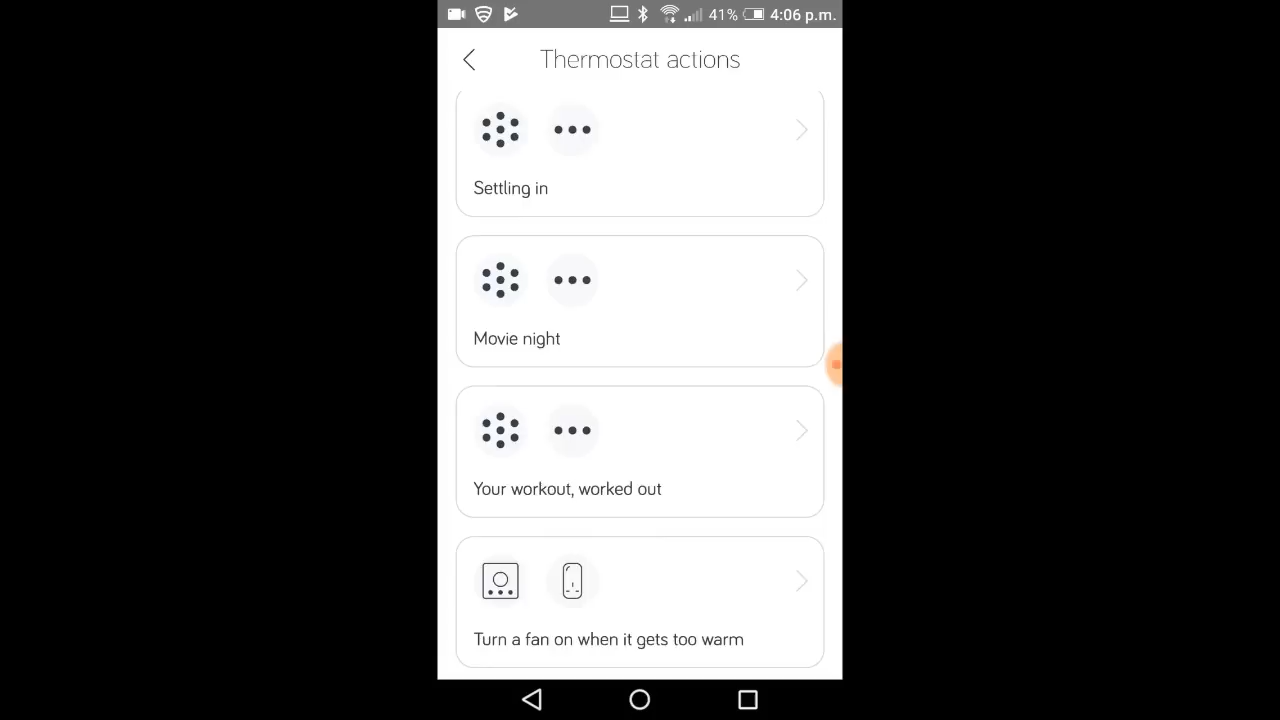 41% 4:06 p.m.
Thermostat actions
Settling in
Movie night
Your workout, worked out
Turn a fan on when it gets too warm